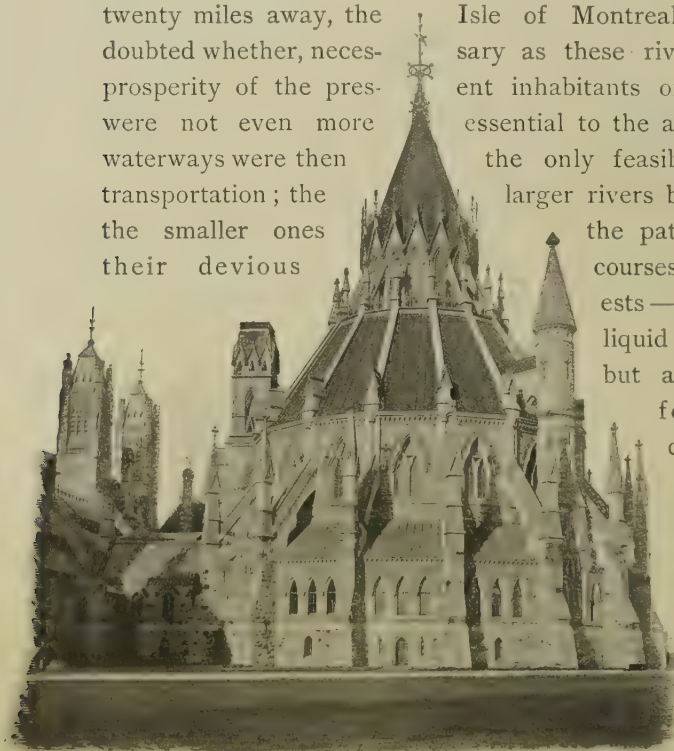 twenty miles away, the Isle of Montreal
doubted whether, neces- sary as these riv
prosperity of the pres- ent inhabitants o
were not even more essential to the a
waterways were then the only feasib
transportation ; the larger rivers b
the smaller ones the pat
their devious courses
ests —
liquid
but a